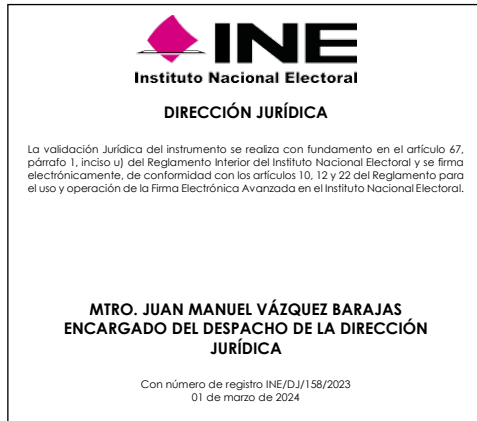 INE
Instituto Nacional Electoral
DIRECCIÓN JURÍDICA
La validación Jurídica del instrumento se realiza con fundamento en el artículo 67,
párrafo 1, inciso u) del Reglamento Interior del Instituto Nacional Electoral y se firma
electrónicamente, de conformidad con los artículos 10, 12 y 22 del Reglamento para
el uso y operación de la Firma Electrónica Avanzada en el Instituto Nacional Electoral.
MTRO. JUAN MANUEL VÁZQUEZ BARAJAS
ENCARGADO DEL DESPACHO DE LA DIRECCIÓN
JURÍDICA
Con número de registro INE/DJ/158/2023
01 de marzo de 2024